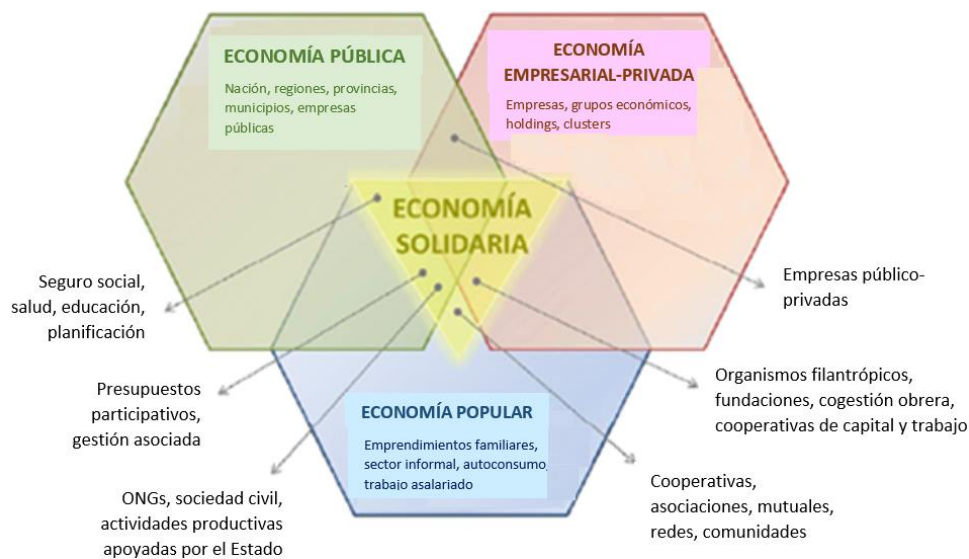 ECONOMÍA PÚBLICA
Nación, regiones, provincias,
municipios, empresas
públicas
ECONOMÍA
EMPRESARIAL-PRIVADA
Empresas, grupos económicos,
holdings, clusters
ECONOMÍA
SOLIDARIA
Seguro social,
salud, educación,
planificación
Empresas público-
privadas
Presupuestos
participativos,
gestión asociada
Organismos filantrópicos,
fundaciones, cogestión obrera,
cooperativas de capital y trabajo
ECONOMÍA POPULAR
Emprendimientos familiares,
sector informal, autoconsumo,
trabajo asalariado
ONGs, sociedad civil,
actividades productivas
apoyadas por el Estado
Cooperativas,
asociaciones, mutuales,
redes, comunidades